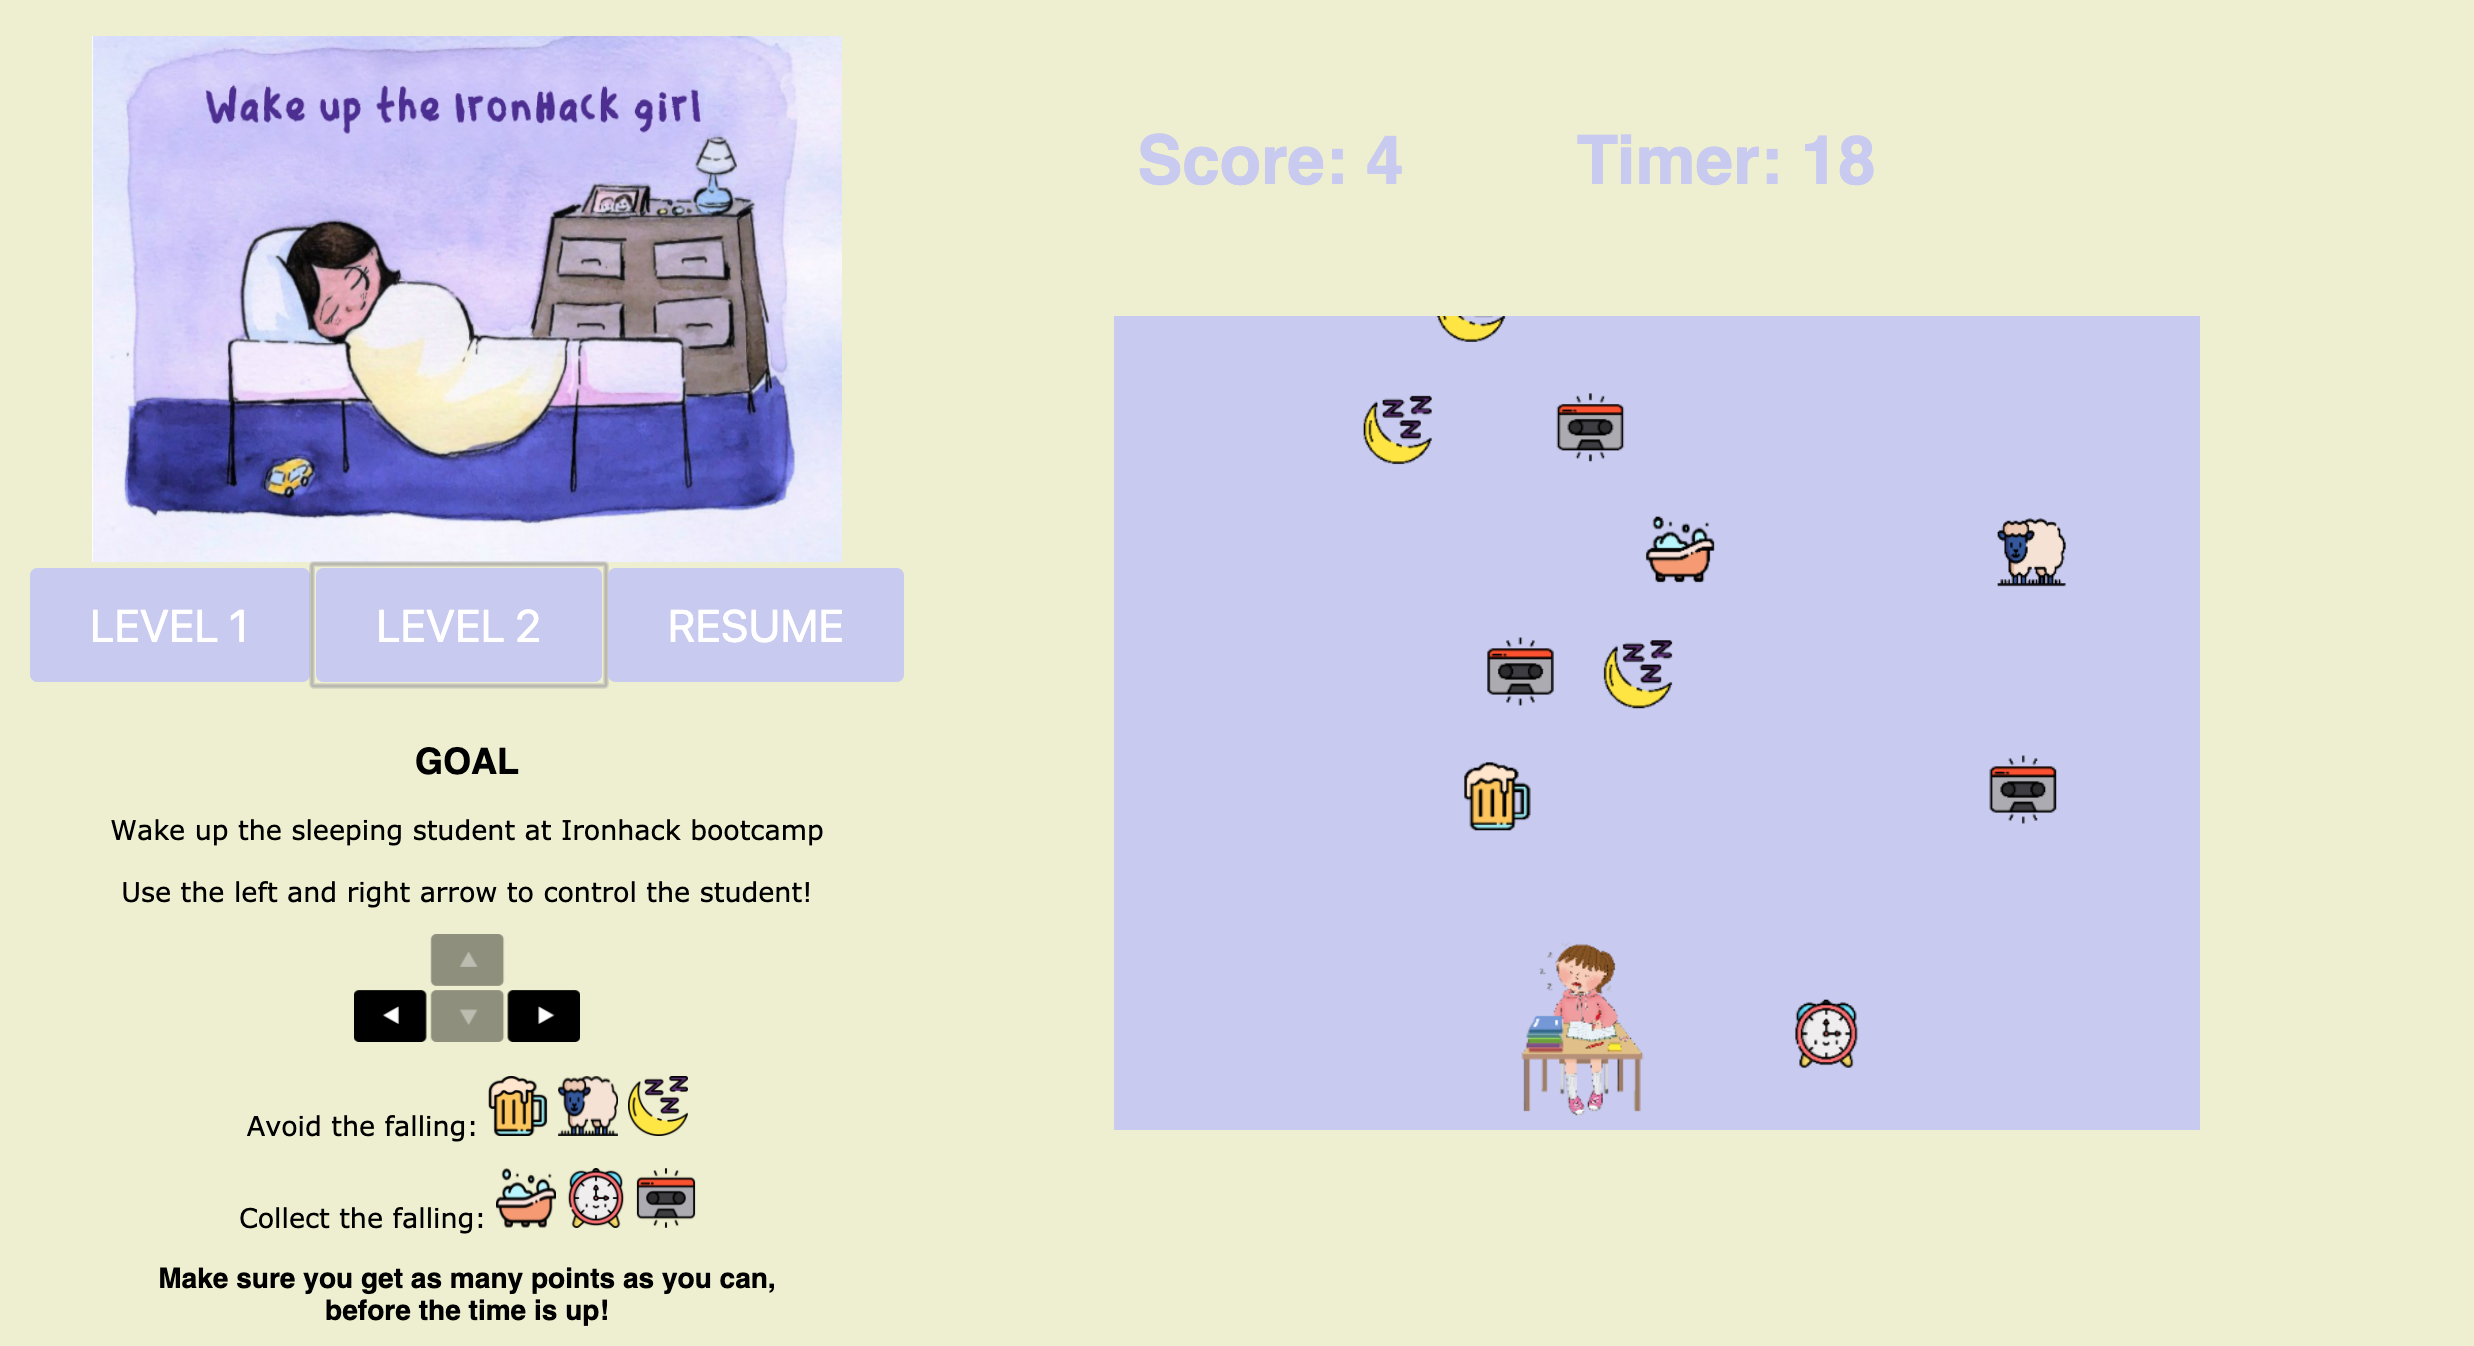 Wake up the IronHack girl
LEVEL 1
LEVEL 2
RESUME
GOAL
Wake up the sleeping student at Ironhack bootcamp
Use the left and right arrow to control the student!
▲
◀ ▼ ▶
Avoid the falling: z z z
Collect the falling:
Make sure you get as many points as you can,
before the time is up!
Score: 4 Timer: 18
z z z
z z z
z z z